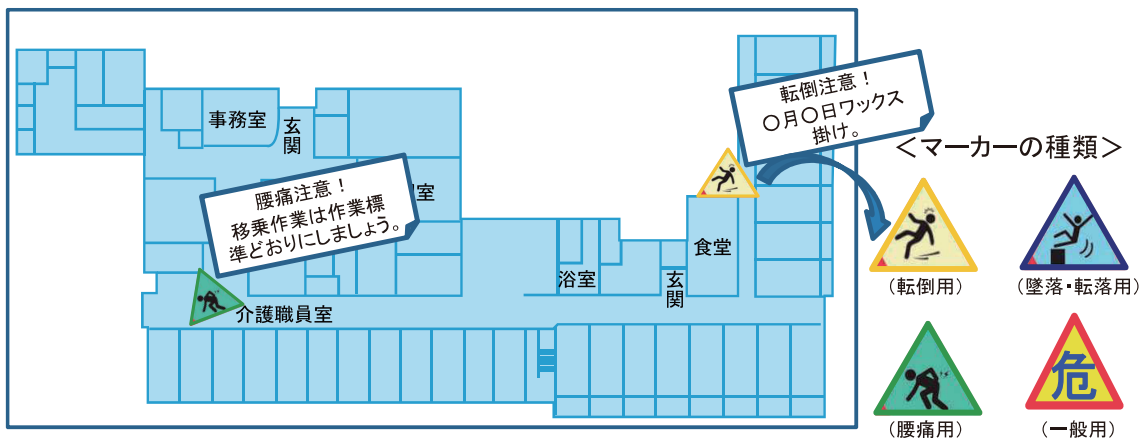 事務室
玄
関
転倒注意！
〇月〇日ワックス
掛け。
腰痛注意！
移乗作業は作業標
準どおりにしましょう。
室
食堂
浴室
玄
関
介護職員室
＜マーカーの種類＞
（転倒用）
（墜落・転落用）
危
（腰痛用）
（一般用）